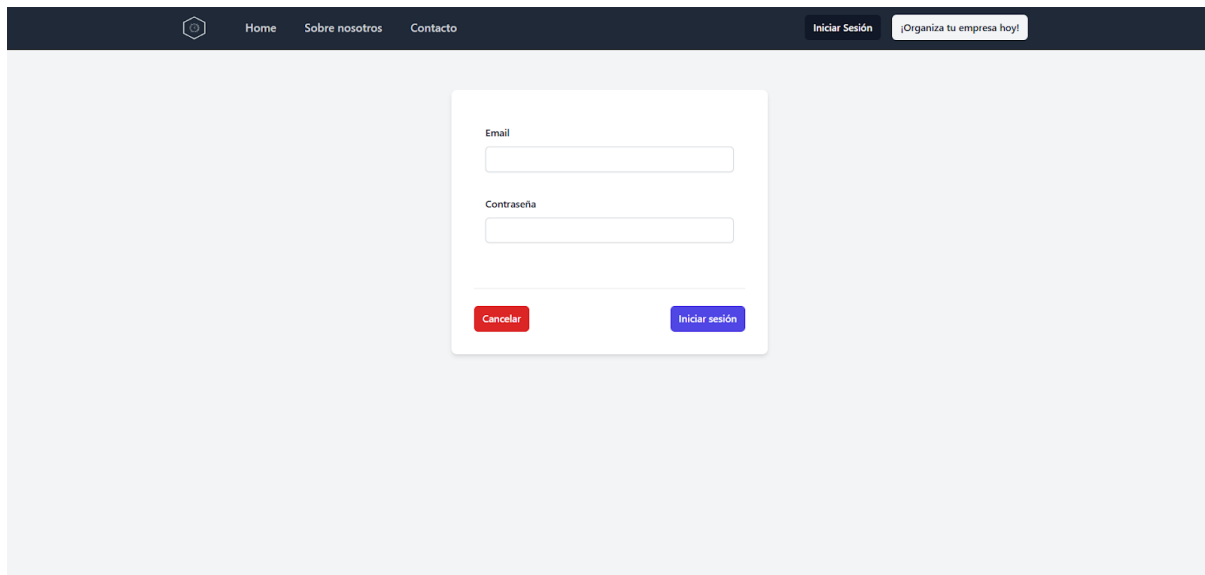 Home Sobre nosotros Contacto Iniciar Sesión ¡Organiza tu empresa hoy!
Email
Contraseña
Cancelar Iniciar sesión